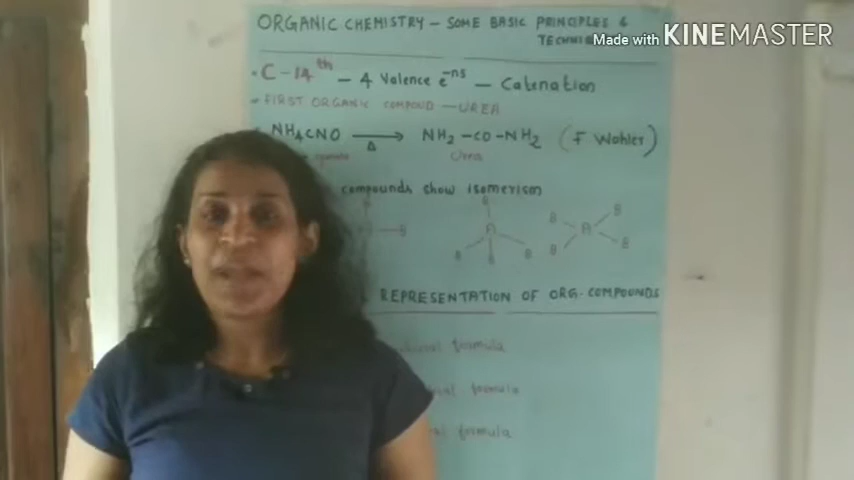 ORGANIC CHEMISTRY – SOME BASIC PRINCIPLES &
Made with KINEMASTER
• C – 14th – 4 Valence e-ns – Catenation
• FIRST ORGANIC COMPOUND — UREA
NH4CNO → NH2 – CO – NH2 (F Wohler)
Δ
Urea
compounds show isomerism
B
B
B
A
B
A
B
B
B
B
B
B
REPRESENTATION OF ORG. COMPOUNDS
formula
formula
formula